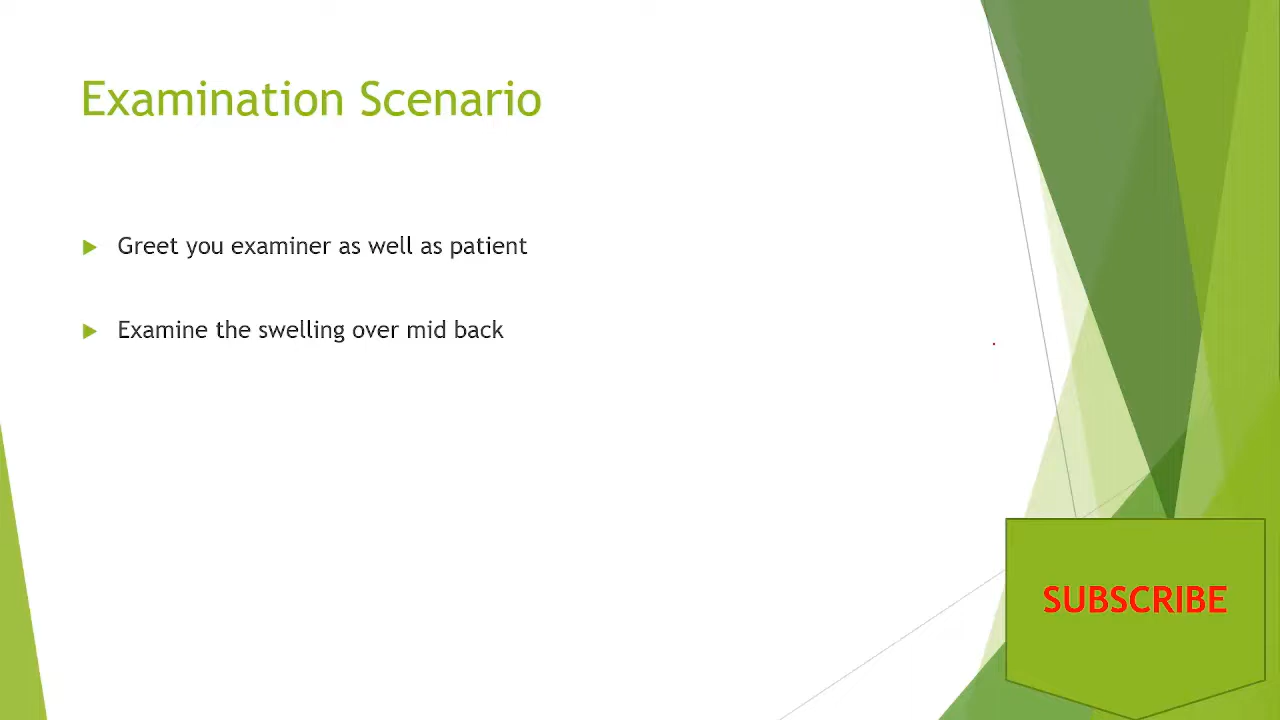 Examination Scenario
Greet you examiner as well as patient
Examine the swelling over mid back
SUBSCRIBE